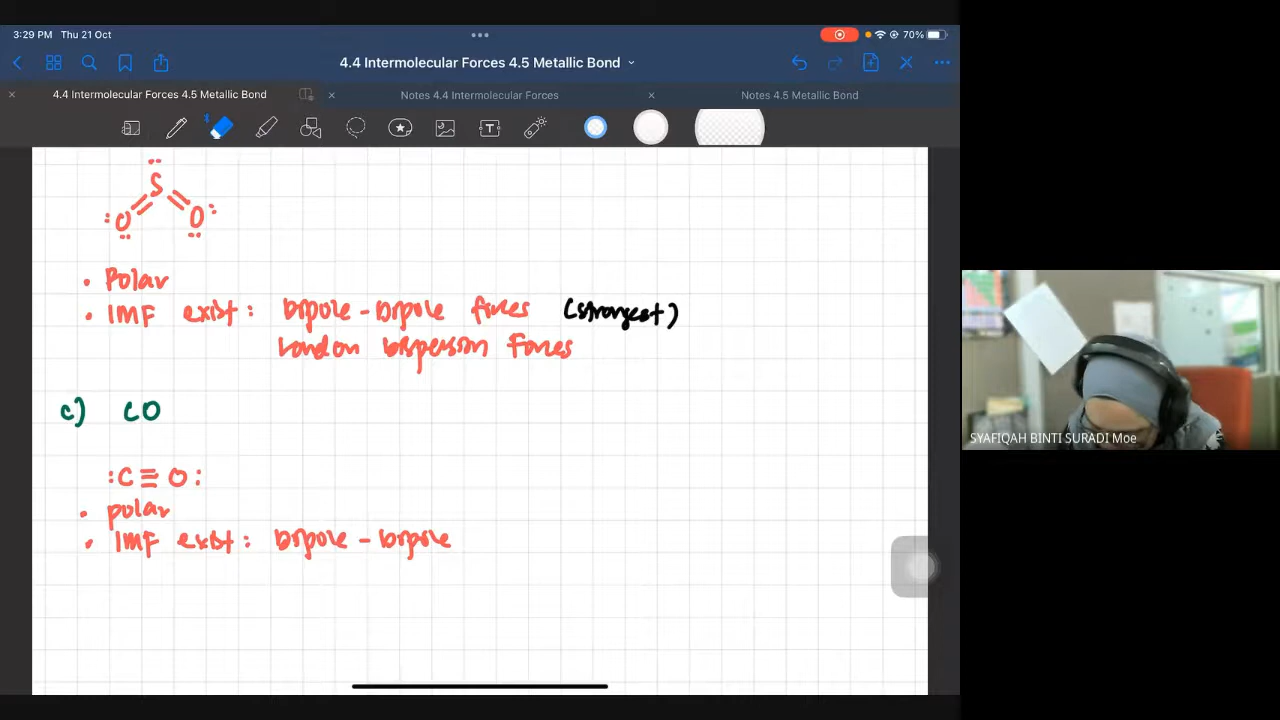 3:29 PM Thu 21 Oct
70%
4.4 Intermolecular Forces 4.5 Metallic Bond
4.4 Intermolecular Forces 4.5 Metallic Bond
Notes 4.4 Intermolecular Forces
Notes 4.5 Metallic Bond
S
O O
• Polar
• IMF exist : Dipole - Dipole forces (strongest)
London Dispersion Forces
c) CO
:C≡O:
• polar
• IMF exist : Dipole - Dipole
SYAFIQAH BINTI SURADI Moe